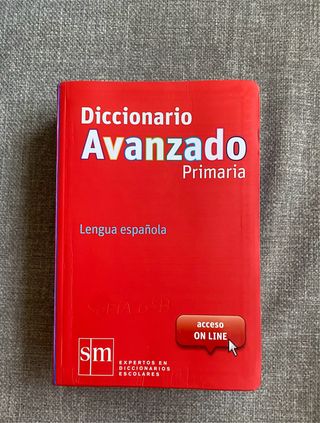 Diccionario
Avanzado
Primaria
Lengua española
acceso
ON LINE
sm
EXPERTOS EN
DICCIONARIOS
ESCOLARES